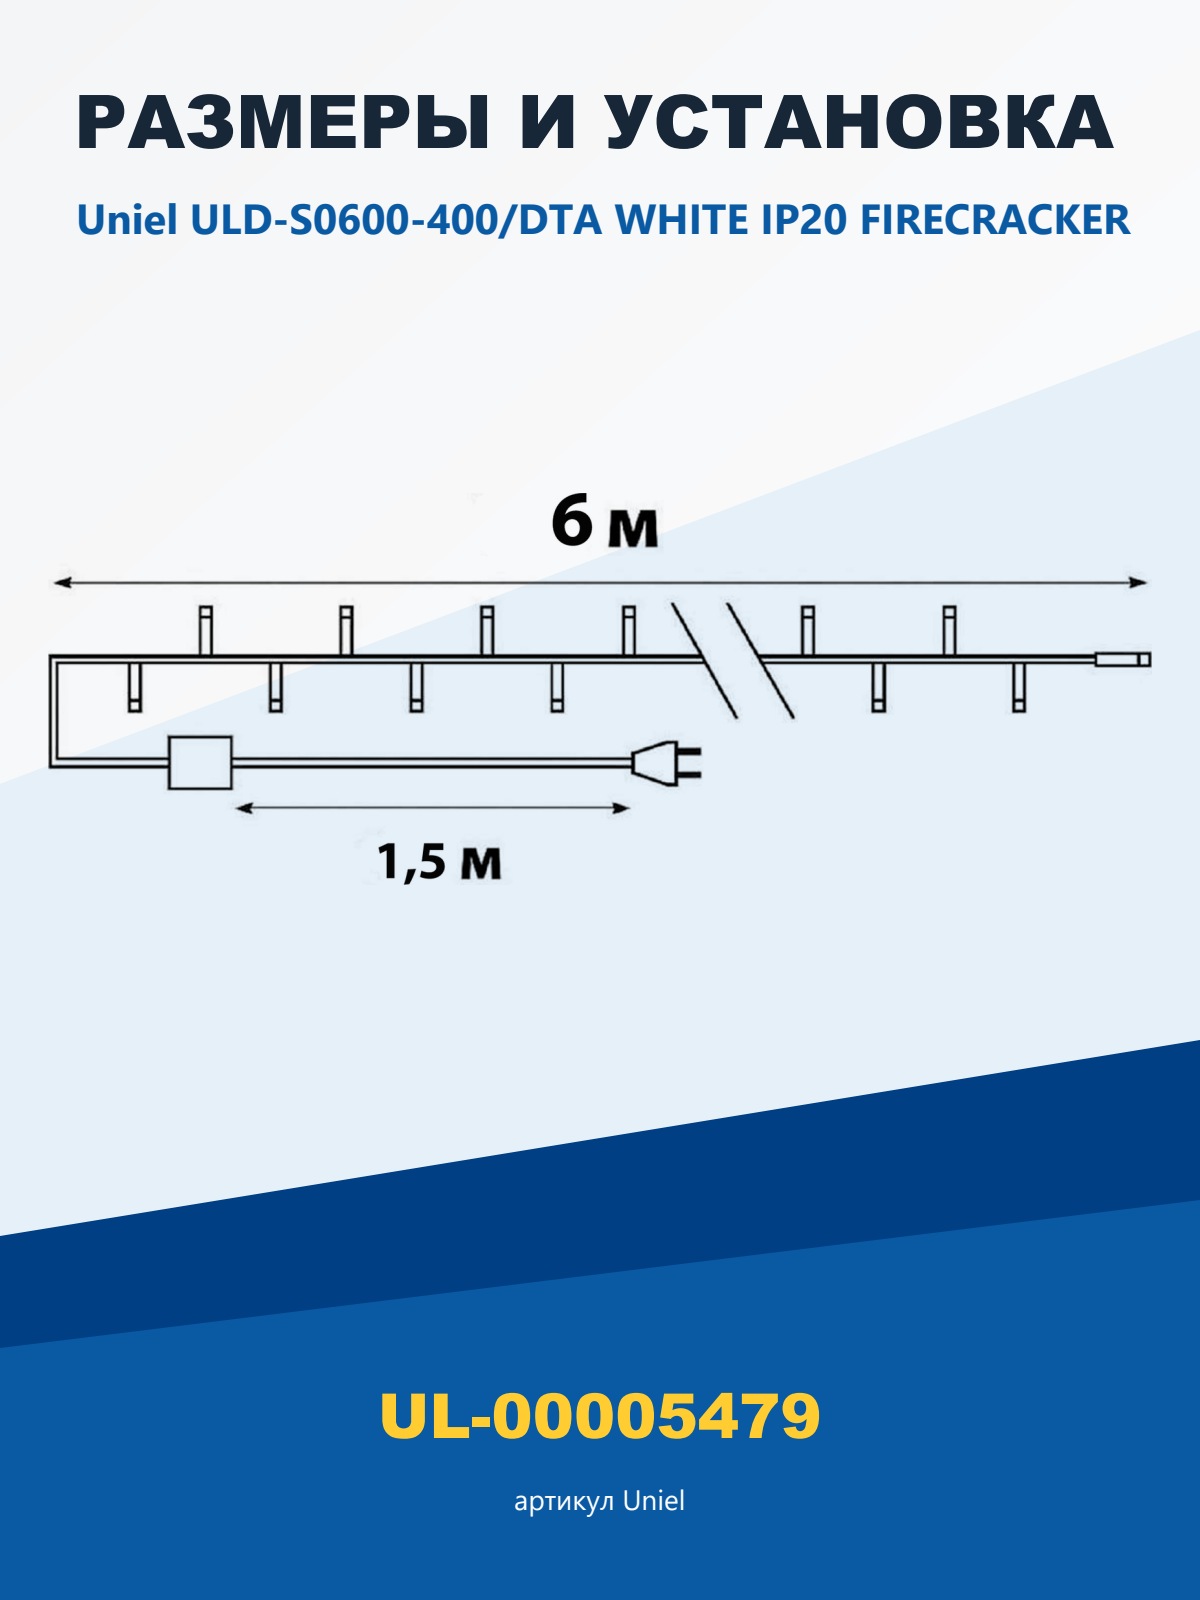 РАЗМЕРЫ И УСТАНОВКА
Uniel ULD-S0600-400/DTA WHITE IP20 FIRECRACKER
6 м
1,5 м
UL-00005479
артикул Uniel